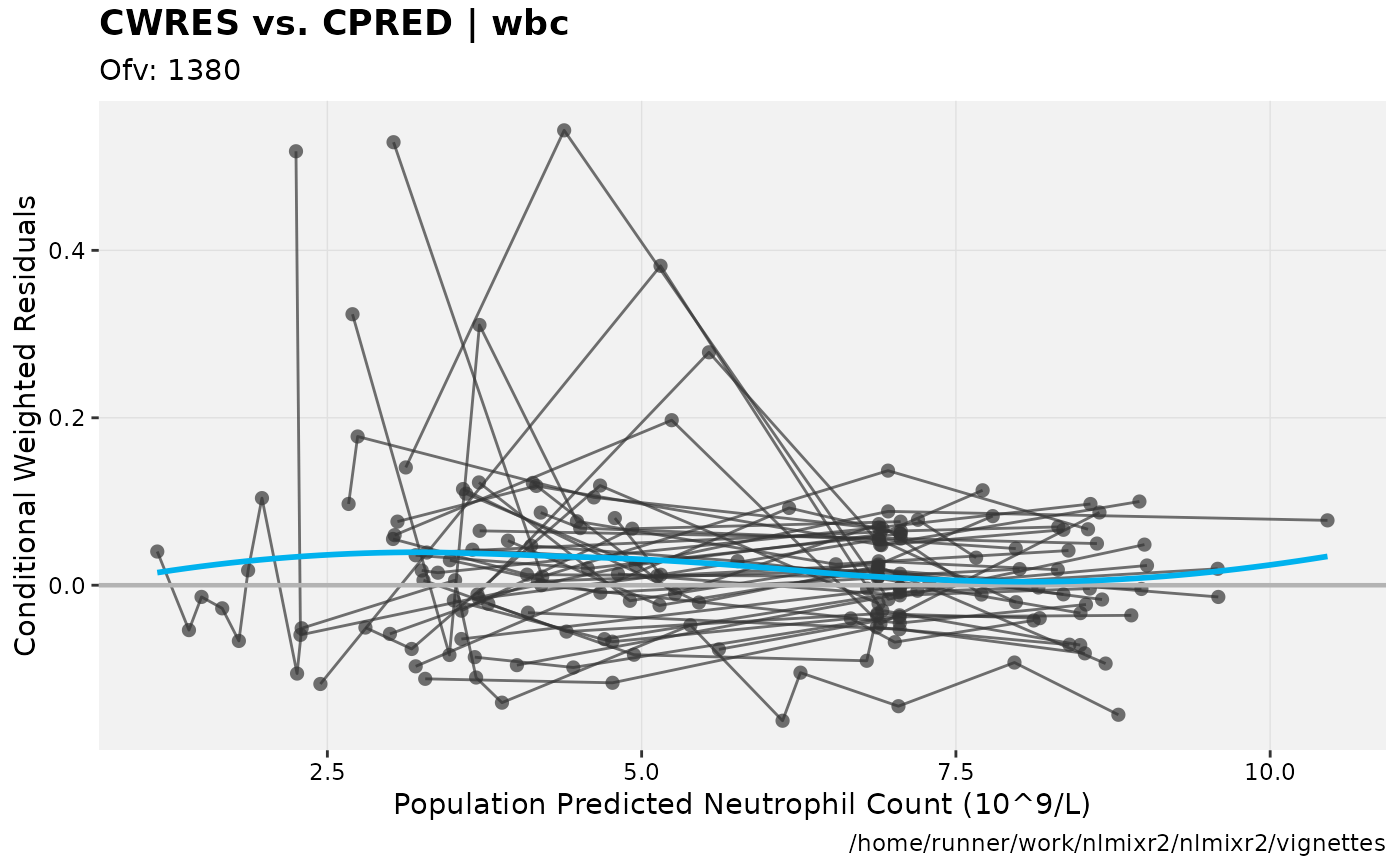 CWRES vs. CPRED | wbc
Ofv: 1380
Conditional Weighted Residuals
0.4
0.2
0.0
2.5
5.0
7.5
10.0
Population Predicted Neutrophil Count (10^9/L)
/home/runner/work/nlmixr2/nlmixr2/vignettes